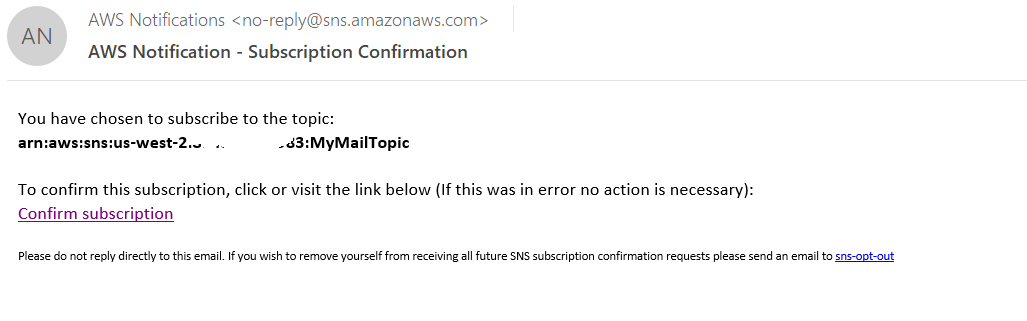 AN
AWS Notifications <no-reply@sns.amazonaws.com>
AWS Notification - Subscription Confirmation
You have chosen to subscribe to the topic:
arn:aws:sns:us-west-2 83:MyMailTopic
To confirm this subscription, click or visit the link below (If this was in error no action is necessary):
Confirm subscription
Please do not reply directly to this email. If you wish to remove yourself from receiving all future SNS subscription confirmation requests please send an email to sns-opt-out